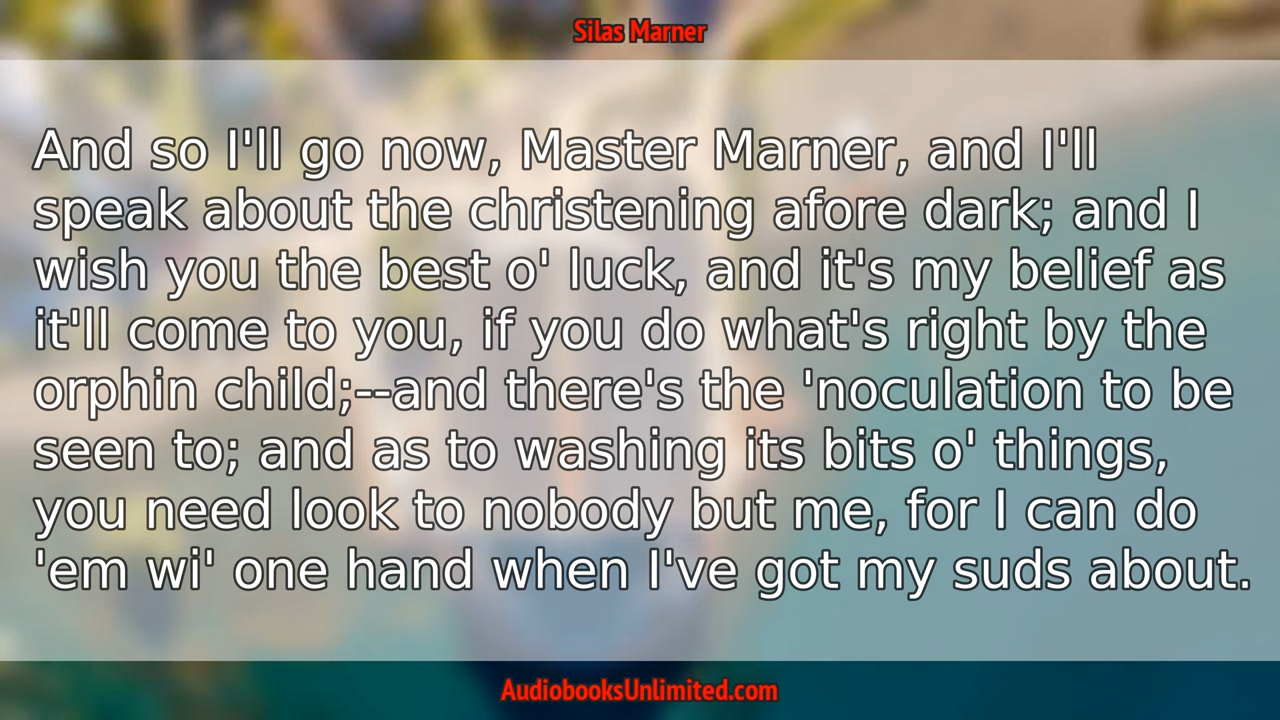 Silas Marner
And so I'll go now, Master Marner, and I'll
speak about the christening afore dark; and I
wish you the best o' luck, and it's my belief as
it'll come to you, if you do what's right by the
orphin child;--and there's the 'noculation to be
seen to; and as to washing its bits o' things,
you need look to nobody but me, for I can do
'em wi' one hand when I've got my suds about.
AudiobooksUnlimited.com